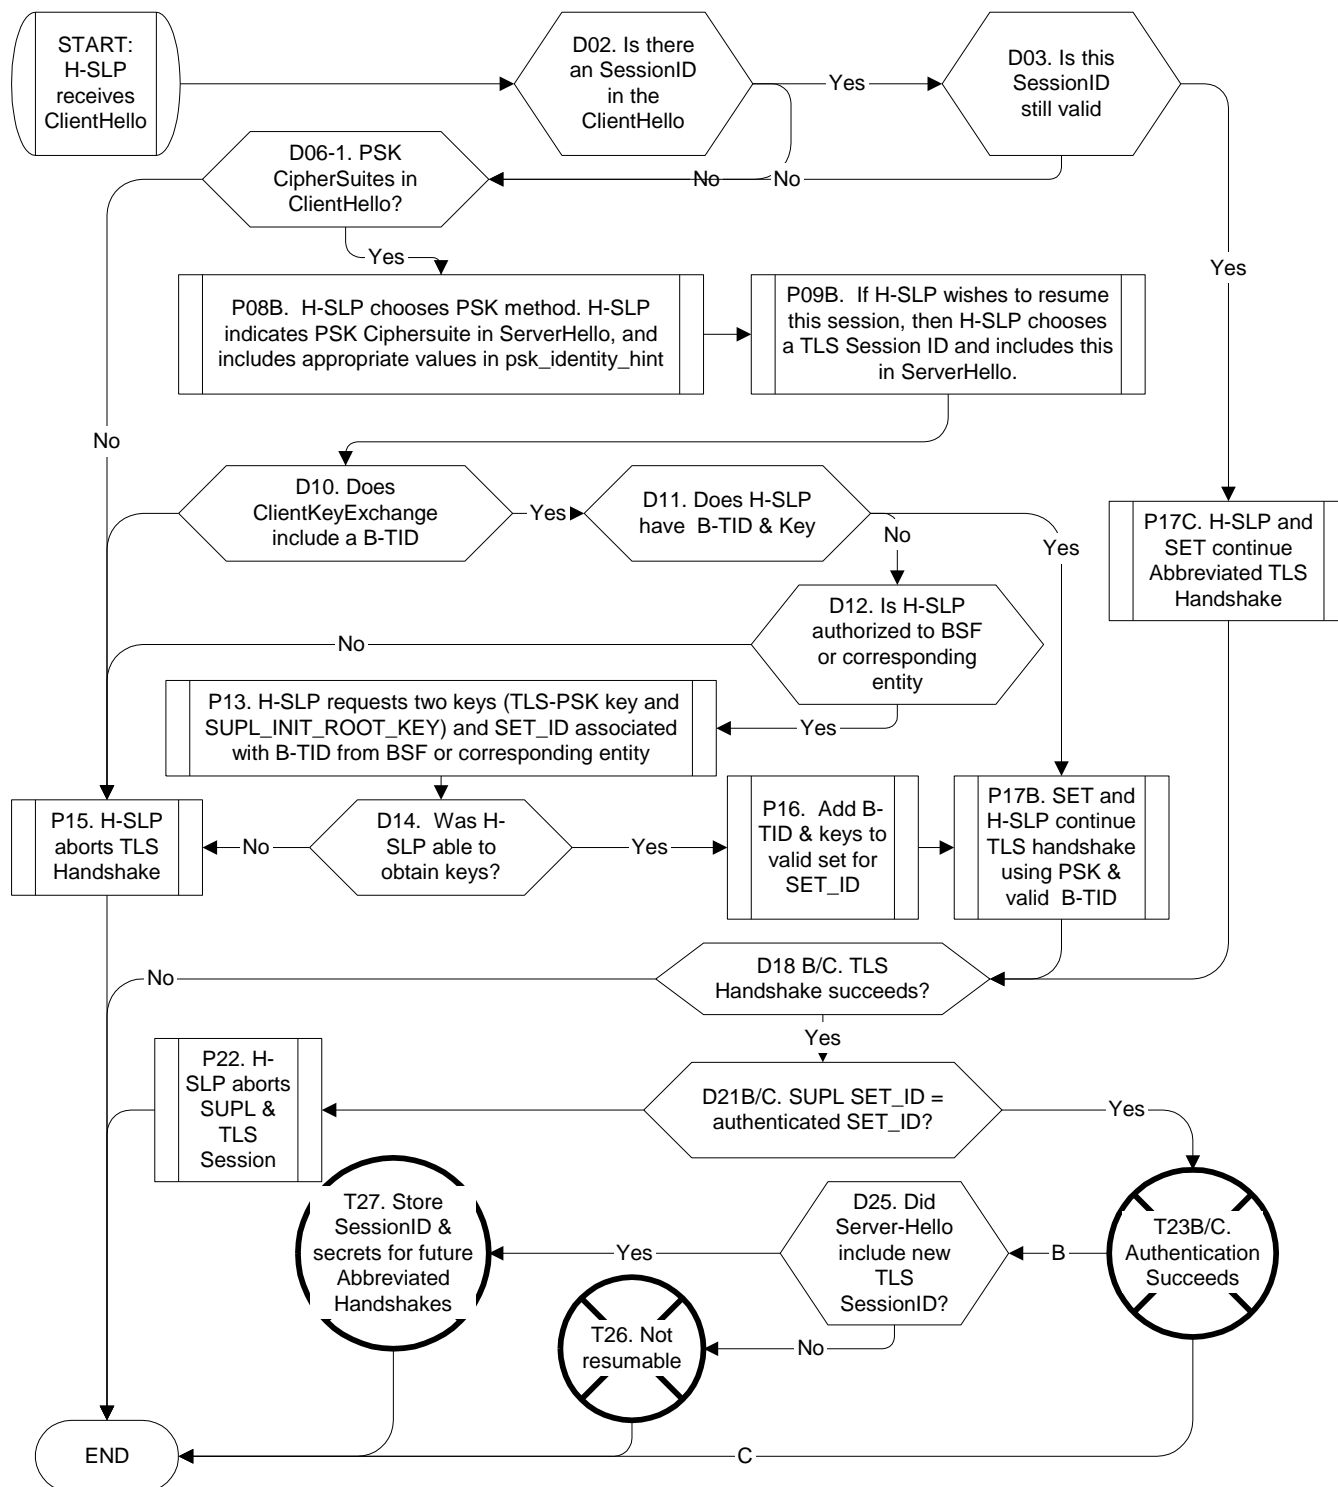 START:
H-SLP
receives
ClientHello
D02. Is there
an SessionID
in the
ClientHello
Yes
D03. Is this
SessionID
still valid
D06-1. PSK
CipherSuites in
ClientHello?
No
No
Yes
Yes
P08B.  H-SLP chooses PSK method. H-SLP
indicates PSK Ciphersuite in ServerHello, and
includes appropriate values in psk_identity_hint
P09B.  If H-SLP wishes to resume
this session, then H-SLP chooses
a TLS Session ID and includes this
in ServerHello.
No
D10. Does
ClientKeyExchange
include a B-TID
Yes
D11. Does H-SLP
have  B-TID & Key
No
Yes
P17C. H-SLP and
SET continue
Abbreviated TLS
Handshake
D12. Is H-SLP
authorized to BSF
or corresponding
entity
No
P13. H-SLP requests two keys (TLS-PSK key and
SUPL_INIT_ROOT_KEY) and SET_ID associated
with B-TID from BSF or corresponding entity
Yes
P15. H-SLP
aborts TLS
Handshake
No
D14.  Was H-
SLP able to
obtain keys?
Yes
P16.  Add B-
TID & keys to
valid set for
SET_ID
P17B. SET and
H-SLP continue
TLS handshake
using PSK &
valid  B-TID
No
D18 B/C. TLS
Handshake succeeds?
Yes
P22. H-
SLP aborts
SUPL &
TLS
Session
D21B/C. SUPL SET_ID =
authenticated SET_ID?
Yes
T27. Store
SessionID &
secrets for future
Abbreviated
Handshakes
Yes
D25. Did
Server-Hello
include new
TLS
SessionID?
B
T23B/C.
Authentication
Succeeds
T26. Not
resumable
No
END
C